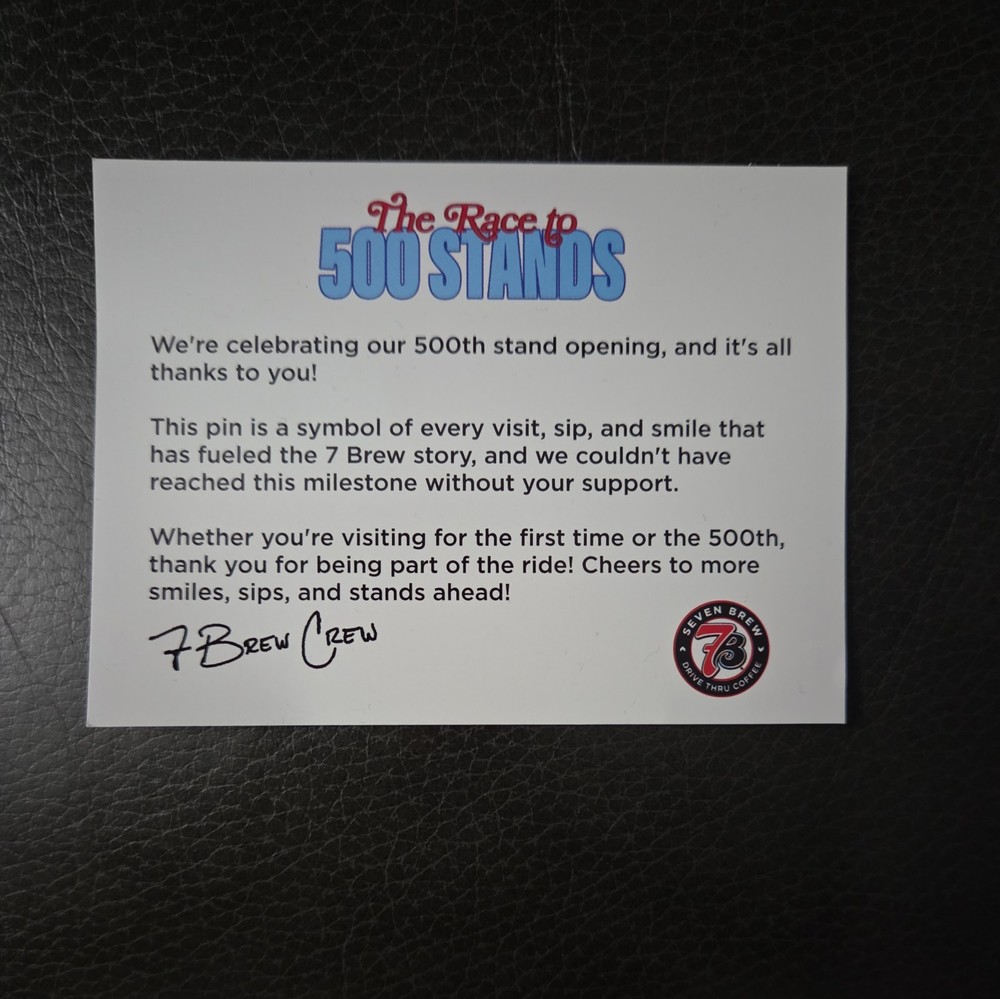 The Race to
500 STANDS
We're celebrating our 500th stand opening, and it's all
thanks to you!
This pin is a symbol of every visit, sip, and smile that
has fueled the 7 Brew story, and we couldn't have
reached this milestone without your support.
Whether you're visiting for the first time or the 500th,
thank you for being part of the ride! Cheers to more
smiles, sips, and stands ahead!
7 BREW CREW
SEVEN BREW
7B
DRIVE THRU COFFEE